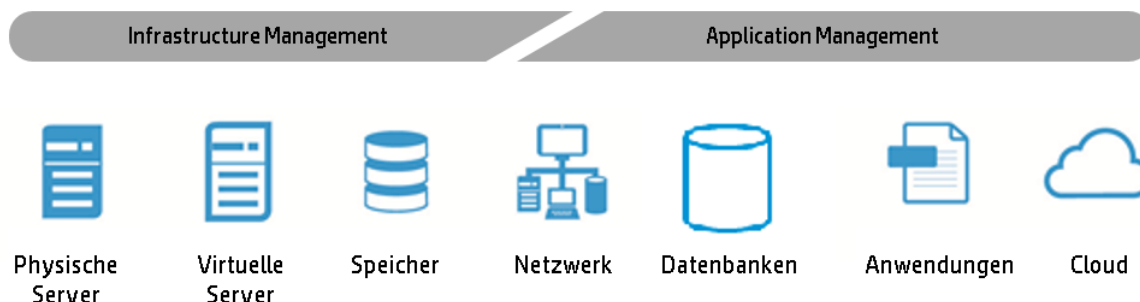 Infrastructure Management
Application Management
Physische
Server
Virtuelle
Server
Speicher
Netzwerk
Datenbanken
Anwendungen
Cloud